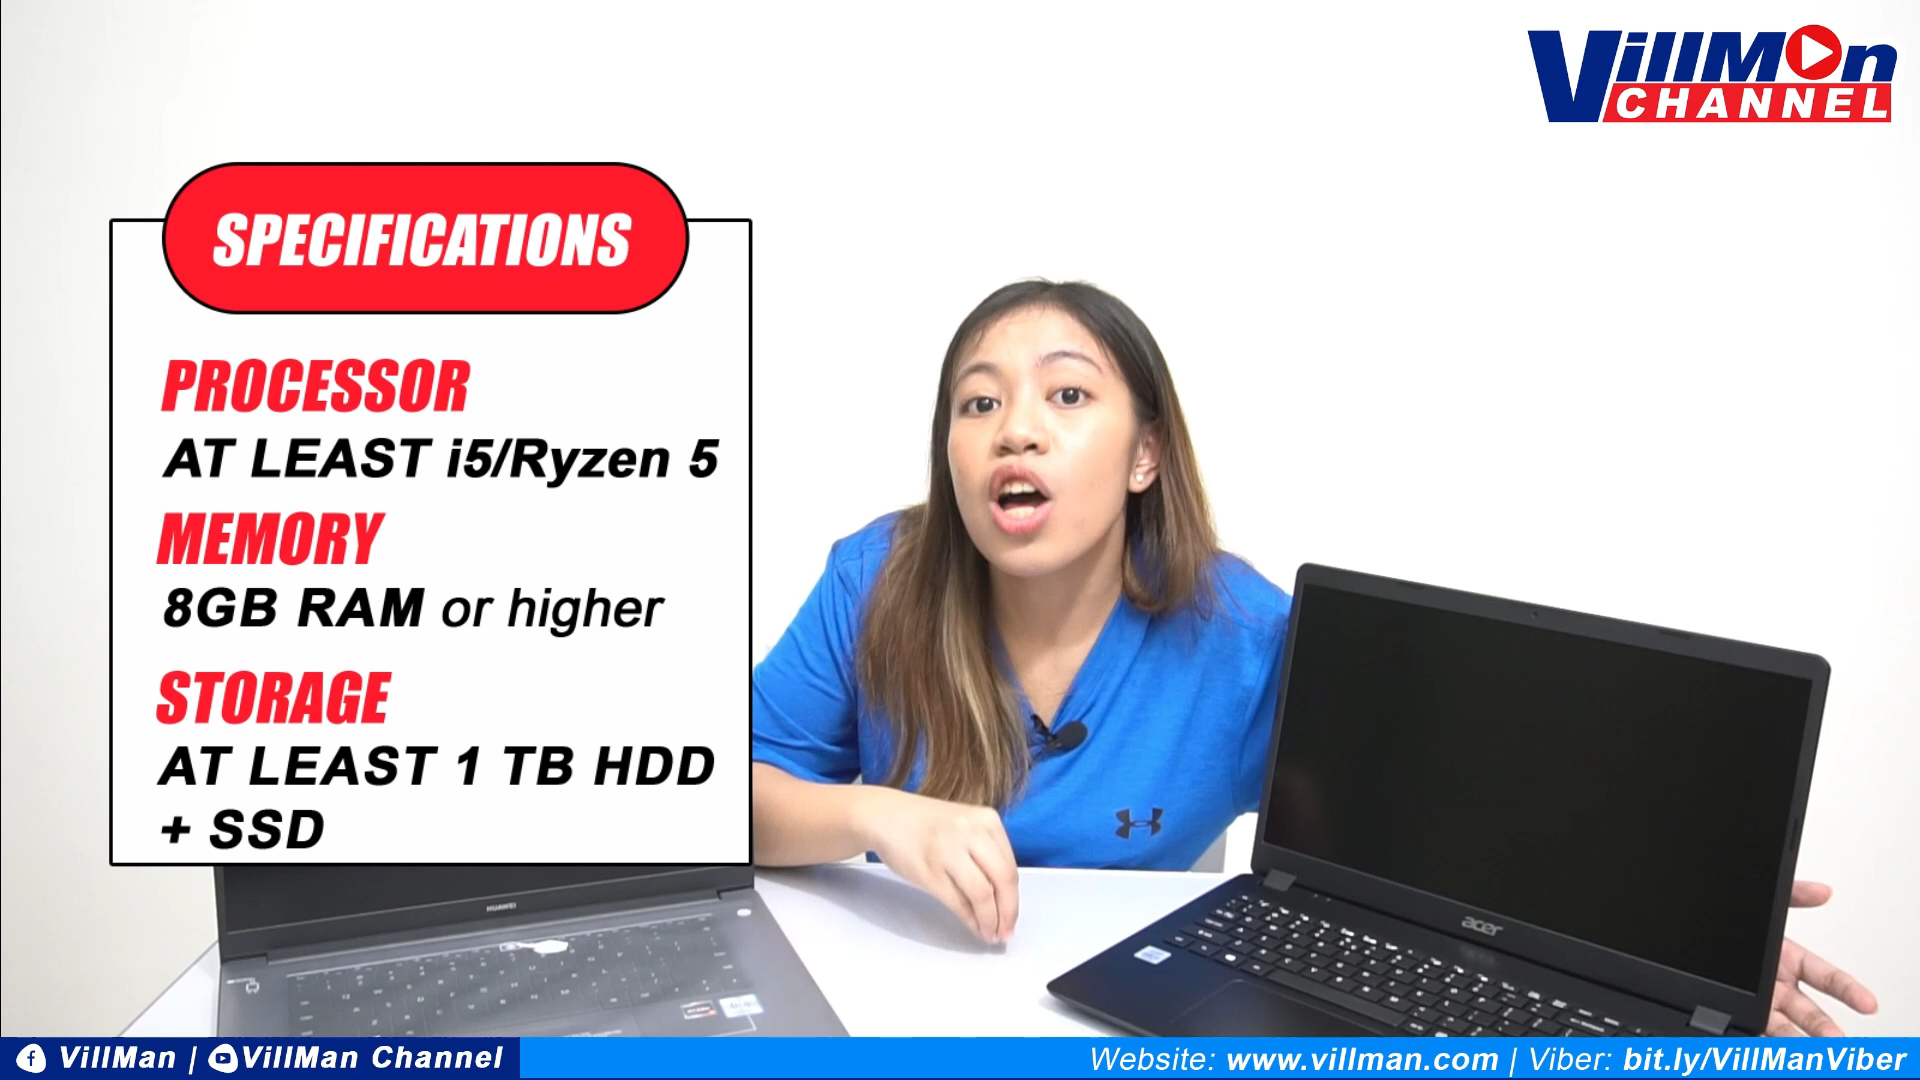 VillMan
CHANNEL
SPECIFICATIONS
PROCESSOR
AT LEAST i5/Ryzen 5
MEMORY
8GB RAM or higher
STORAGE
AT LEAST 1 TB HDD
+ SSD
HUAWEI
acer
VillMan | VillMan Channel
Website: www.villman.com | Viber: bit.ly/VillManViber